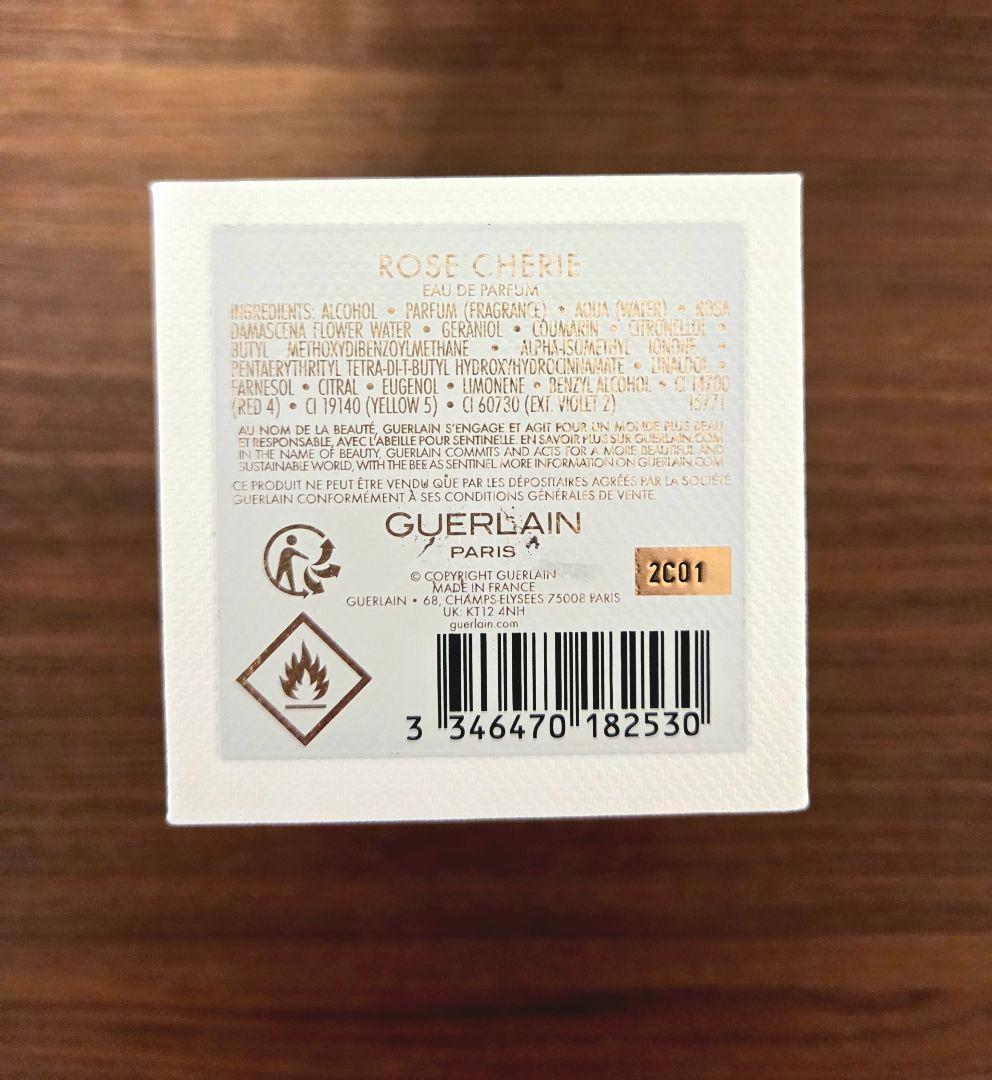 ROSE CHÉRIE
EAU DE PARFUM
INGREDIENTS: ALCOHOL • PARFUM (FRAGRANCE) • AQUA (WATER) • ROSA
DAMASCENA FLOWER WATER • GERANIOL • COUMARIN • CITRONELLOL •
BUTYL METHOXYDIBENZOYLMETHANE • ALPHA-ISOMETHYL IONONE •
PENTAERYTHRITYL TETRA-DI-T-BUTYL HYDROXYHYDROCINNAMATE • LINALOOL •
FARNESOL • CITRAL • EUGENOL • LIMONENE • BENZYL ALCOHOL • CI 14700
(RED 4) • CI 19140 (YELLOW 5) • CI 60730 (EXT. VIOLET 2) 15771
AU NOM DE LA BEAUTÉ, GUERLAIN S'ENGAGE ET AGIT POUR UN MONDE PLUS BEAU
ET RESPONSABLE, AVEC L'ABEILLE POUR SENTINELLE. EN SAVOIR PLUS SUR GUERLAIN.COM
IN THE NAME OF BEAUTY, GUERLAIN COMMITS AND ACTS FOR A MORE BEAUTIFUL AND
SUSTAINABLE WORLD, WITH THE BEE AS SENTINEL. MORE INFORMATION ON GUERLAIN.COM
CE PRODUIT NE PEUT ÊTRE VENDU QUE PAR LES DÉPOSITAIRES AGRÉÉS PAR LA SOCIÉTÉ
GUERLAIN CONFORMÉMENT À SES CONDITIONS GÉNÉRALES DE VENTE.
GUERLAIN
PARIS
© COPYRIGHT GUERLAIN
MADE IN FRANCE
GUERLAIN • 68, CHAMPS-ELYSEES 75008 PARIS
UK: KT12 4NH
guerlain.com
2C01
3 346470 182530